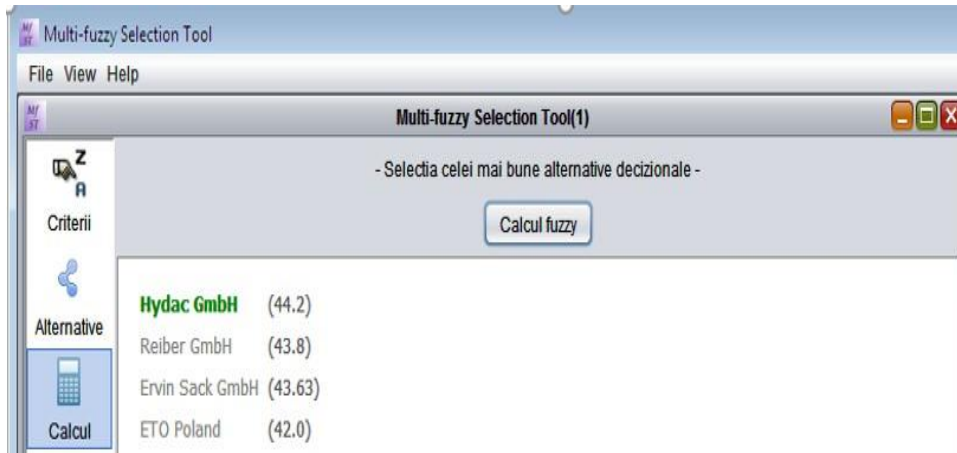 Multi-fuzzy Selection Tool
File View Help
Multi-fuzzy Selection Tool(1)
- Selectia celei mai bune alternative decizionale -
Calcul fuzzy
Criterii
Alternative
Calcul
Hydac GmbH (44.2)
Reiber GmbH (43.8)
Ervin Sack GmbH (43.63)
ETO Poland (42.0)